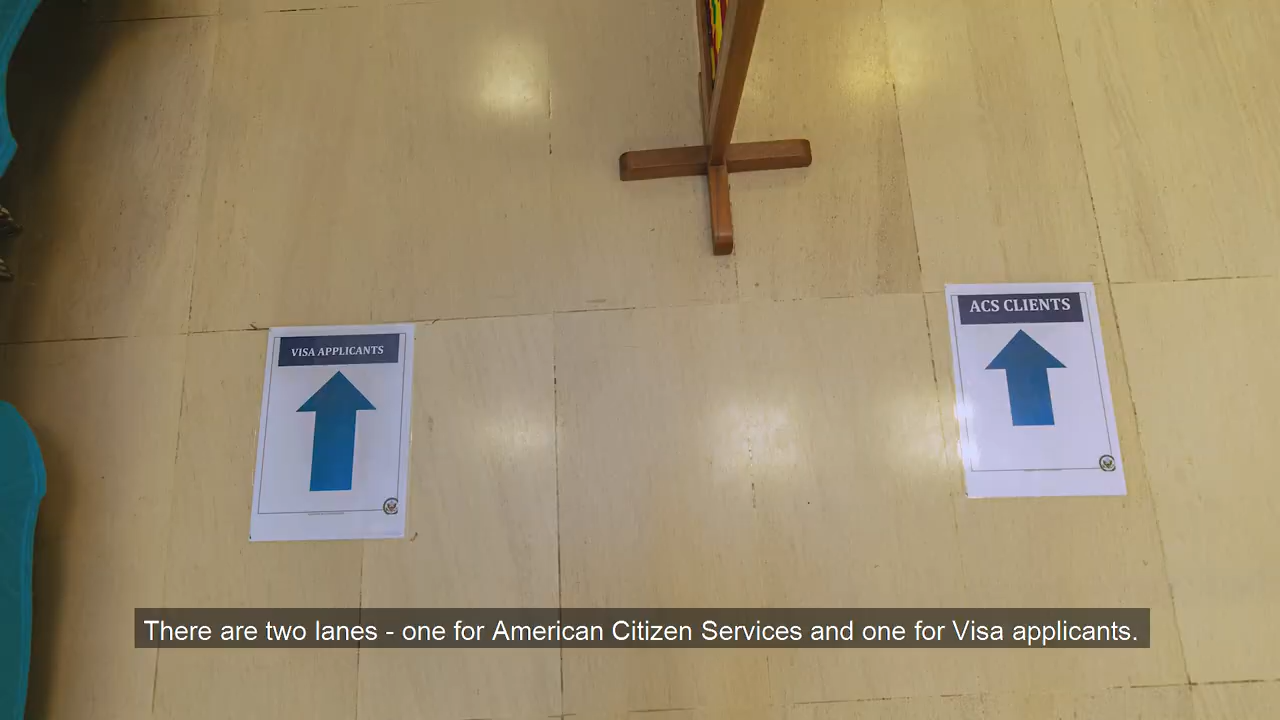 VISA APPLICANTS
ACS CLIENTS
There are two lanes - one for American Citizen Services and one for Visa applicants.